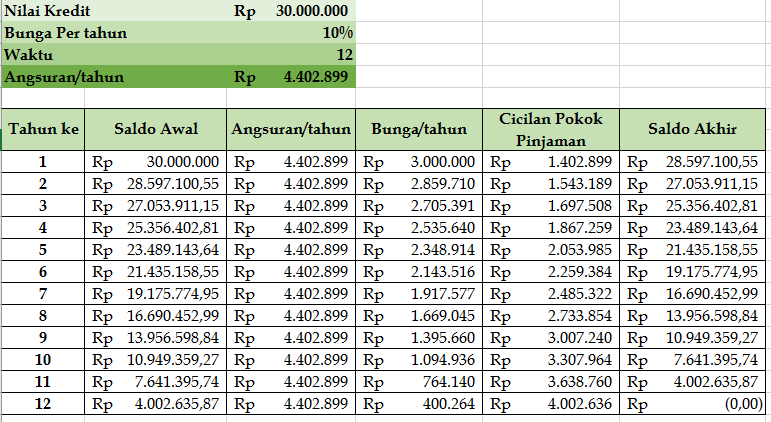 Nilai Kredit Rp 30.000.000
Bunga Per tahun 10%
Waktu 12
Angsuran/tahun Rp 4.402.899
Tahun ke Saldo Awal Angsuran/tahun Bunga/tahun Cicilan Pokok Pinjaman Saldo Akhir
1 Rp 30.000.000 Rp 4.402.899 Rp 3.000.000 Rp 1.402.899 Rp 28.597.100,55
2 Rp 28.597.100,55 Rp 4.402.899 Rp 2.859.710 Rp 1.543.189 Rp 27.053.911,15
3 Rp 27.053.911,15 Rp 4.402.899 Rp 2.705.391 Rp 1.697.508 Rp 25.356.402,81
4 Rp 25.356.402,81 Rp 4.402.899 Rp 2.535.640 Rp 1.867.259 Rp 23.489.143,64
5 Rp 23.489.143,64 Rp 4.402.899 Rp 2.348.914 Rp 2.053.985 Rp 21.435.158,55
6 Rp 21.435.158,55 Rp 4.402.899 Rp 2.143.516 Rp 2.259.384 Rp 19.175.774,95
7 Rp 19.175.774,95 Rp 4.402.899 Rp 1.917.577 Rp 2.485.322 Rp 16.690.452,99
8 Rp 16.690.452,99 Rp 4.402.899 Rp 1.669.045 Rp 2.733.854 Rp 13.956.598,84
9 Rp 13.956.598,84 Rp 4.402.899 Rp 1.395.660 Rp 3.007.240 Rp 10.949.359,27
10 Rp 10.949.359,27 Rp 4.402.899 Rp 1.094.936 Rp 3.307.964 Rp 7.641.395,74
11 Rp 7.641.395,74 Rp 4.402.899 Rp 764.140 Rp 3.638.760 Rp 4.002.635,87
12 Rp 4.002.635,87 Rp 4.402.899 Rp 400.264 Rp 4.002.636 Rp (0,00)